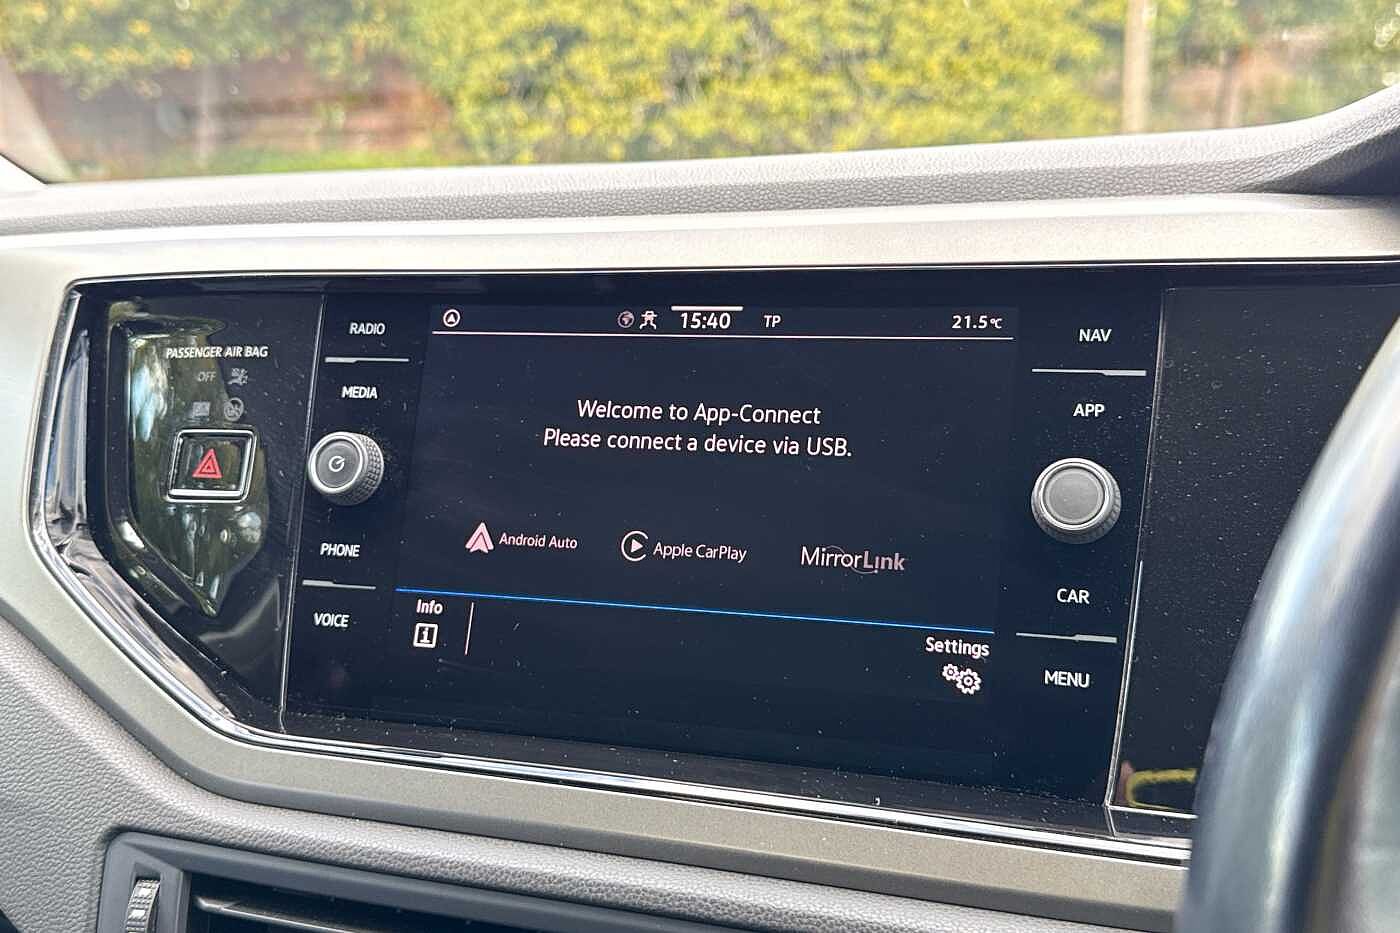 PASSENGER AIR BAG
OFF
RADIO
MEDIA
PHONE
VOICE
15:40
TP
21.5°C
Welcome to App-Connect
Please connect a device via USB.
Android Auto
Apple CarPlay
MirrorLink
Info
Settings
NAV
APP
CAR
MENU